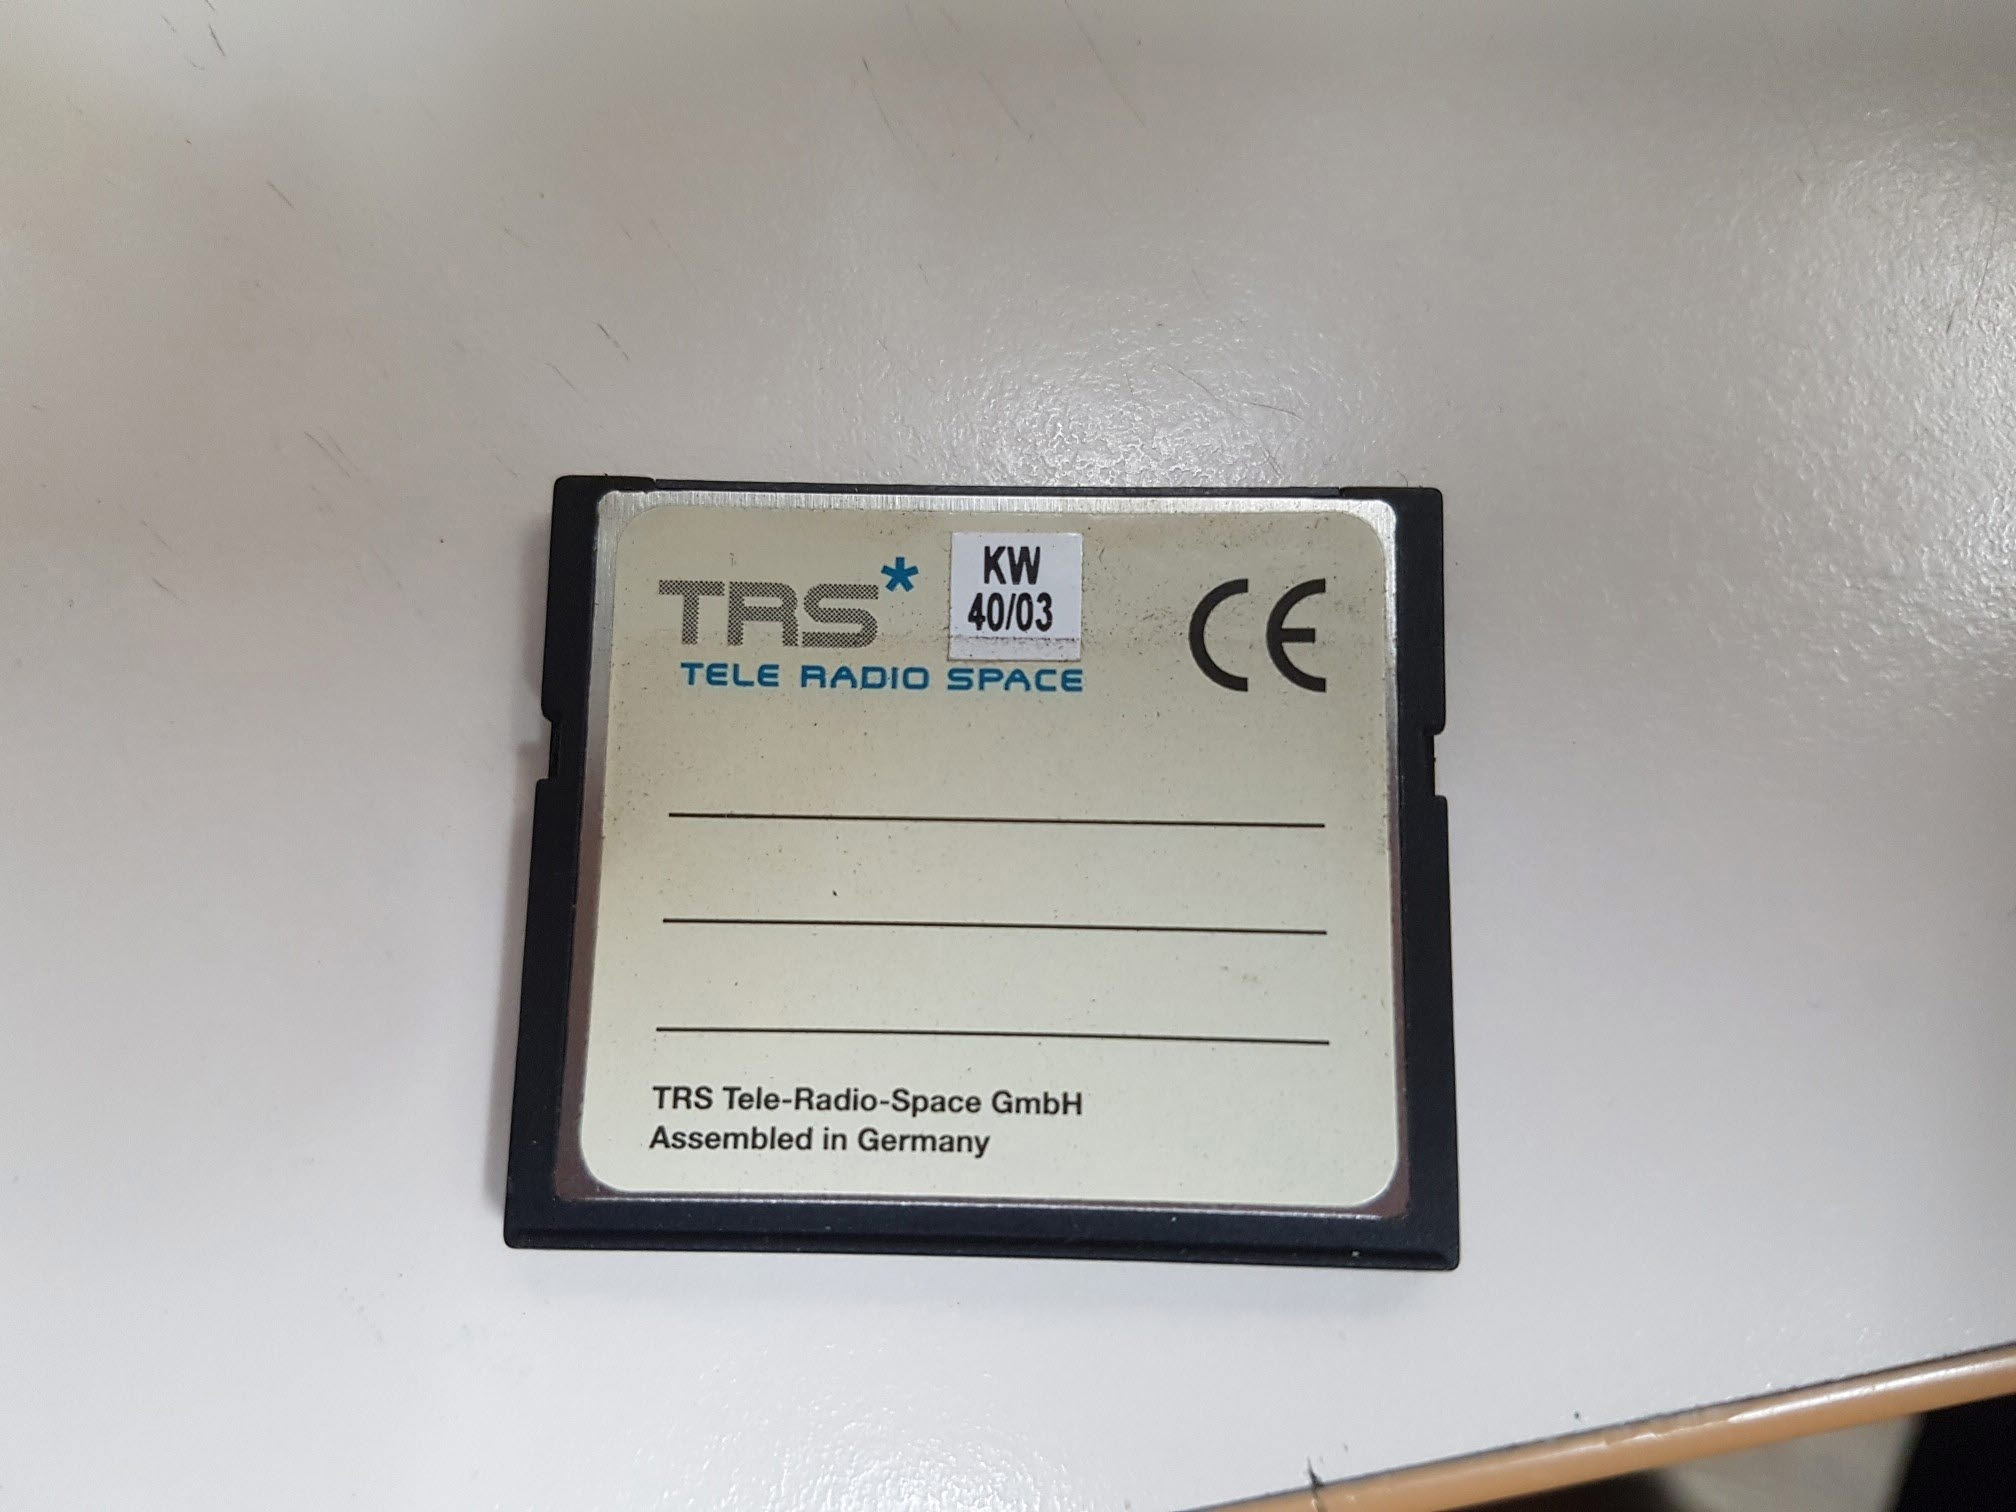 TRS*
KW
40/03
CE
TELE RADIO SPACE
TRS Tele-Radio-Space GmbH
Assembled in Germany